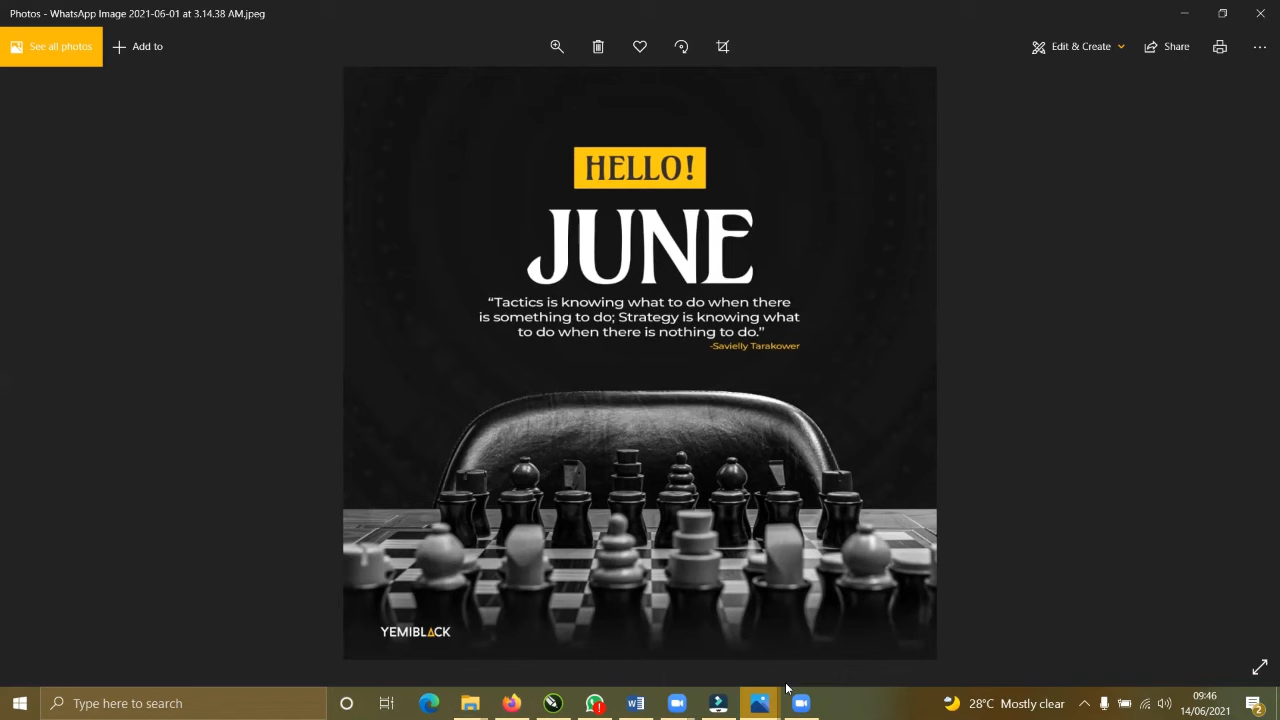 Photos - WhatsApp Image 2021-06-01 at 3.14.38 AM.jpeg
See all photos
Add to
Edit & Create
Share
HELLO!
JUNE
“Tactics is knowing what to do when there
is something to do; Strategy is knowing what
to do when there is nothing to do.”
-Savielly Tarakower
YEMIBLACK
Type here to search
28°C Mostly clear
09:46
14/06/2021
2